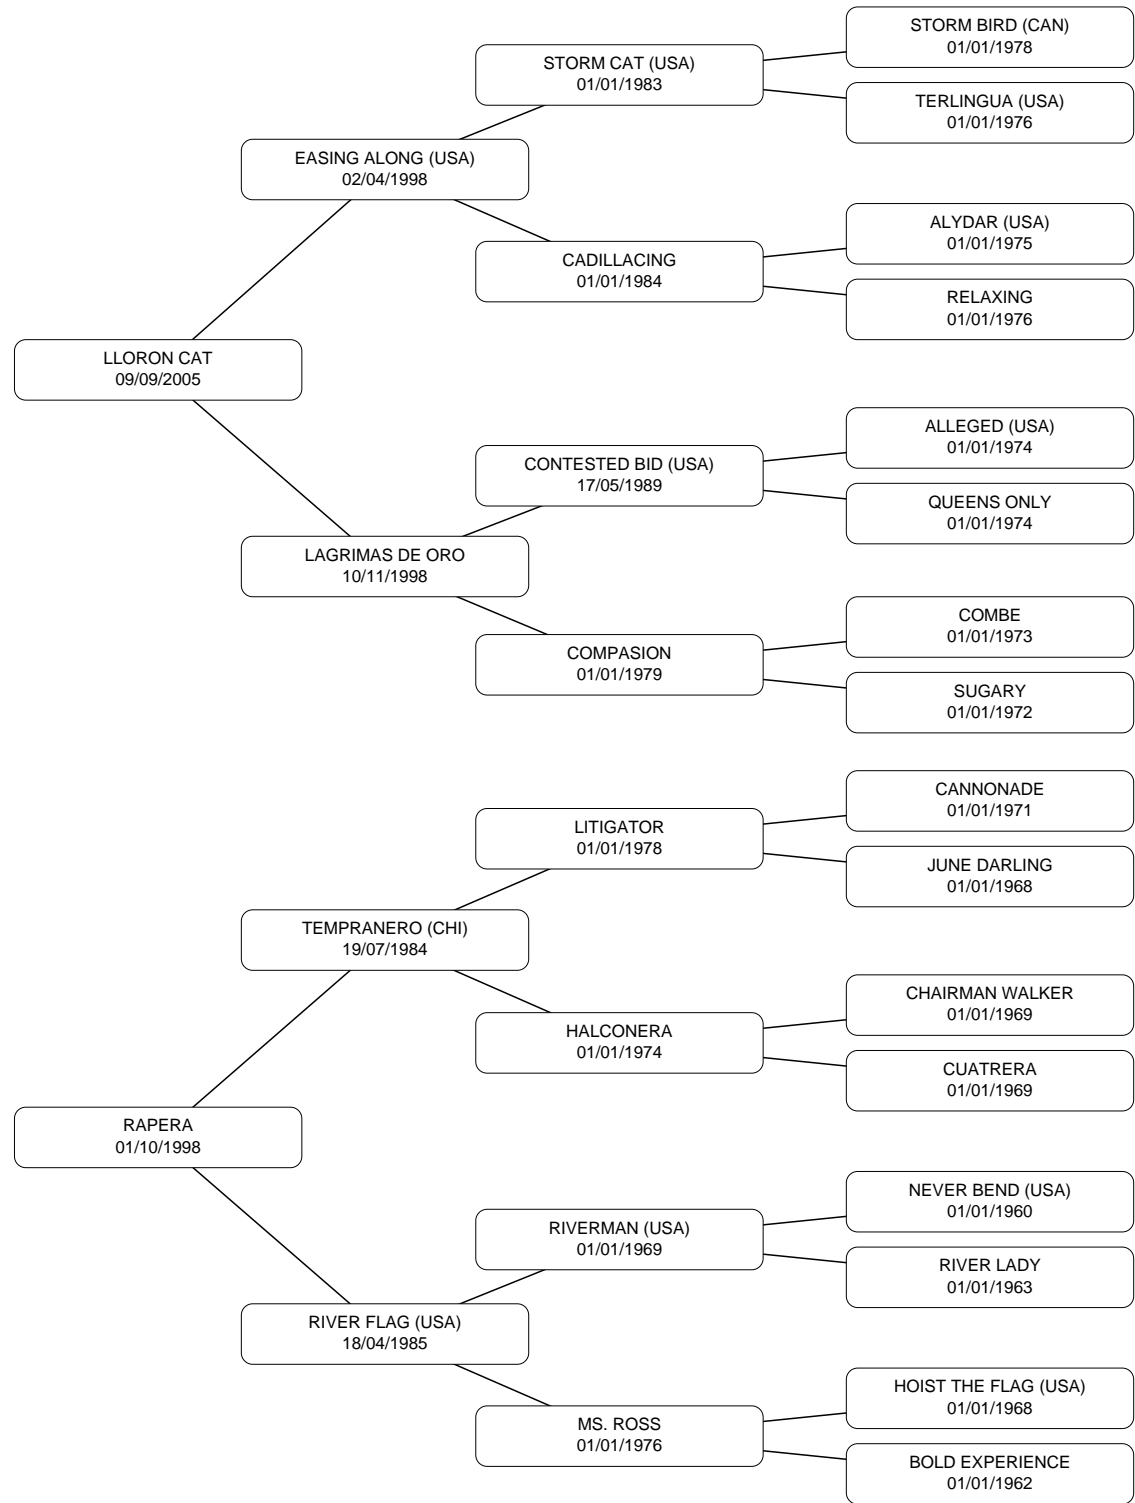 STORM BIRD (CAN)
01/01/1978
STORM CAT (USA)
01/01/1983
TERLINGUA (USA)
01/01/1976
EASING ALONG (USA)
02/04/1998
ALYDAR (USA)
01/01/1975
CADILLACING
01/01/1984
RELAXING
01/01/1976
LLORON CAT
09/09/2005
ALLEGED (USA)
01/01/1974
CONTESTED BID (USA)
17/05/1989
QUEENS ONLY
01/01/1974
LAGRIMAS DE ORO
10/11/1998
COMBE
01/01/1973
COMPASION
01/01/1979
SUGARY
01/01/1972
CANNONADE
01/01/1971
LITIGATOR
01/01/1978
JUNE DARLING
01/01/1968
TEMPRANERO (CHI)
19/07/1984
CHAIRMAN WALKER
01/01/1969
HALCONERA
01/01/1974
CUATRERA
01/01/1969
RAPERA
01/10/1998
NEVER BEND (USA)
01/01/1960
RIVERMAN (USA)
01/01/1969
RIVER LADY
01/01/1963
RIVER FLAG (USA)
18/04/1985
HOIST THE FLAG (USA)
01/01/1968
MS. ROSS
01/01/1976
BOLD EXPERIENCE
01/01/1962